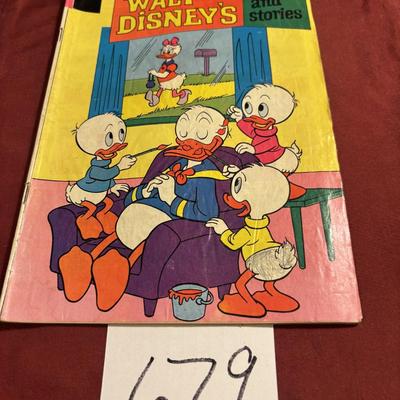 WALT
DISNEY'S
and
stories
679